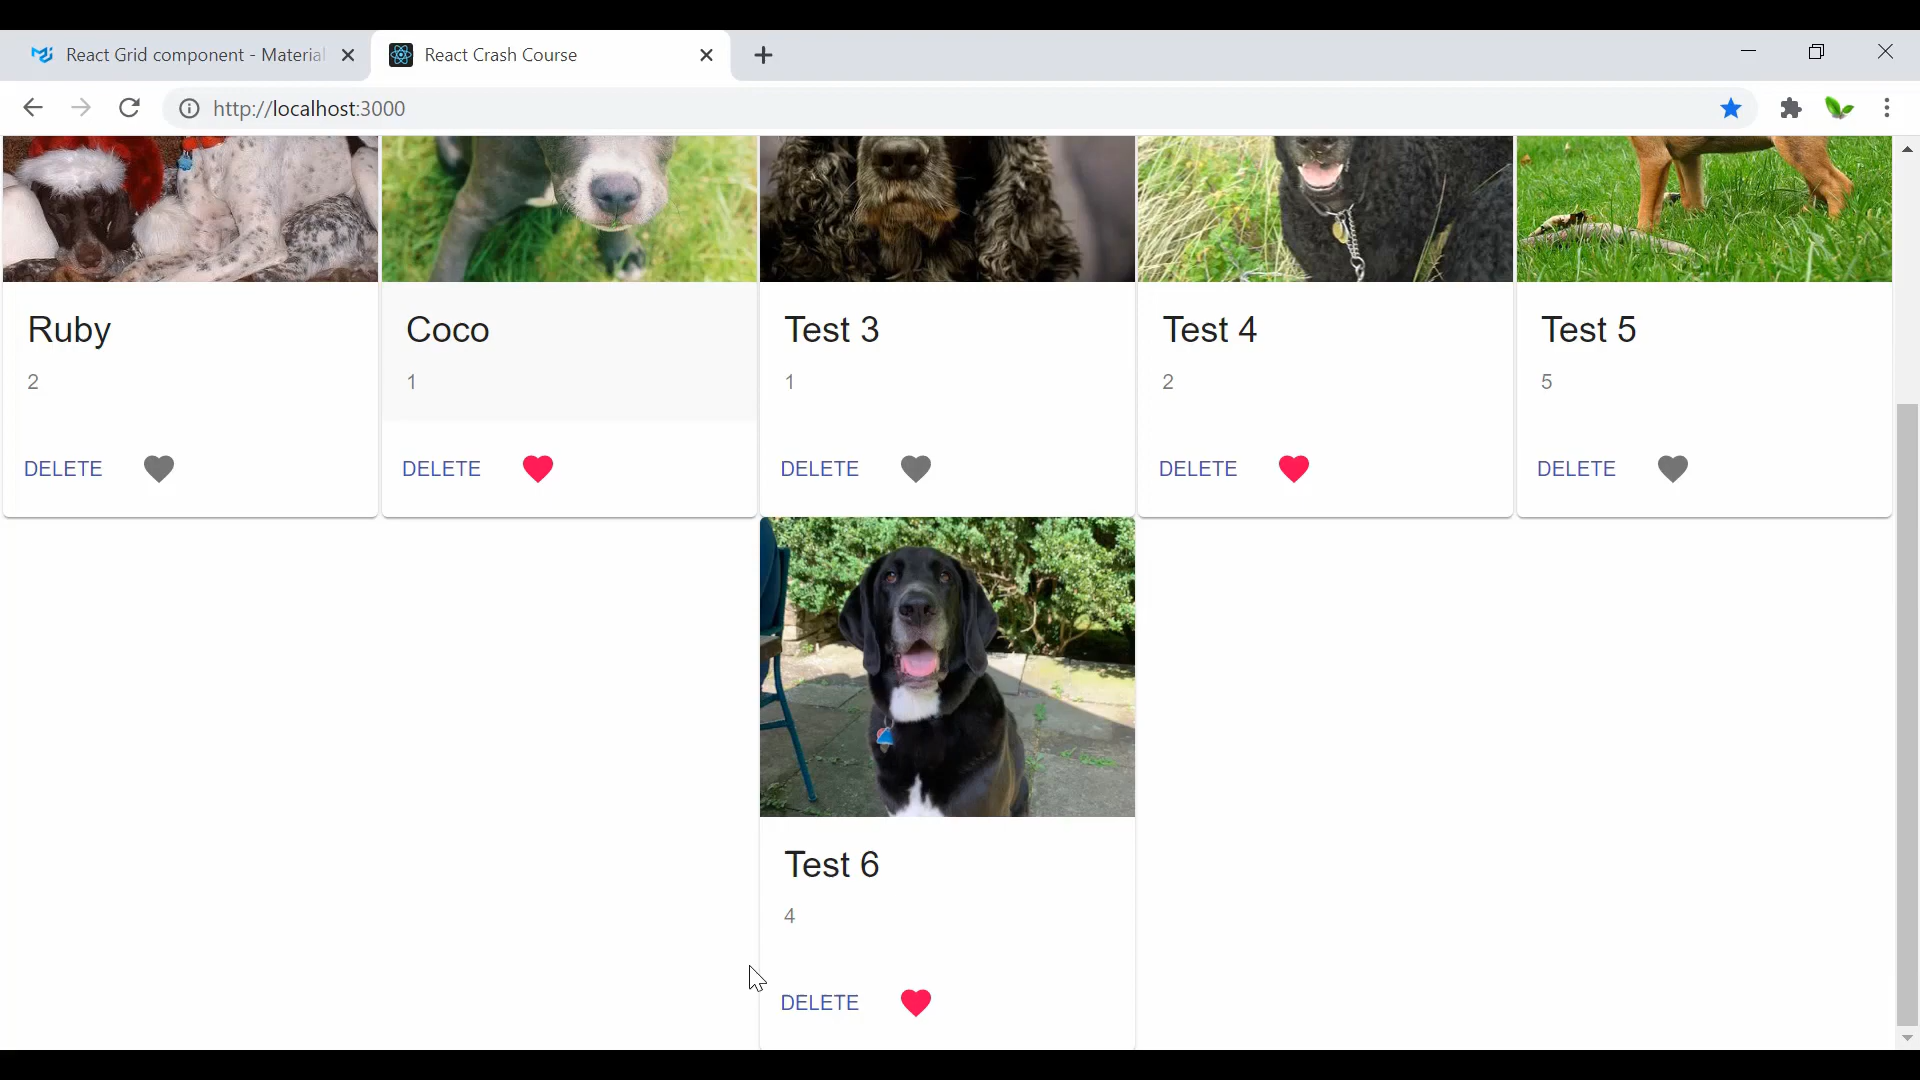 React Grid component - Material
React Crash Course
http://localhost:3000
Ruby
2
DELETE
Coco
1
DELETE
Test 3
1
DELETE
Test 4
2
DELETE
Test 5
5
DELETE
Test 6
4
DELETE